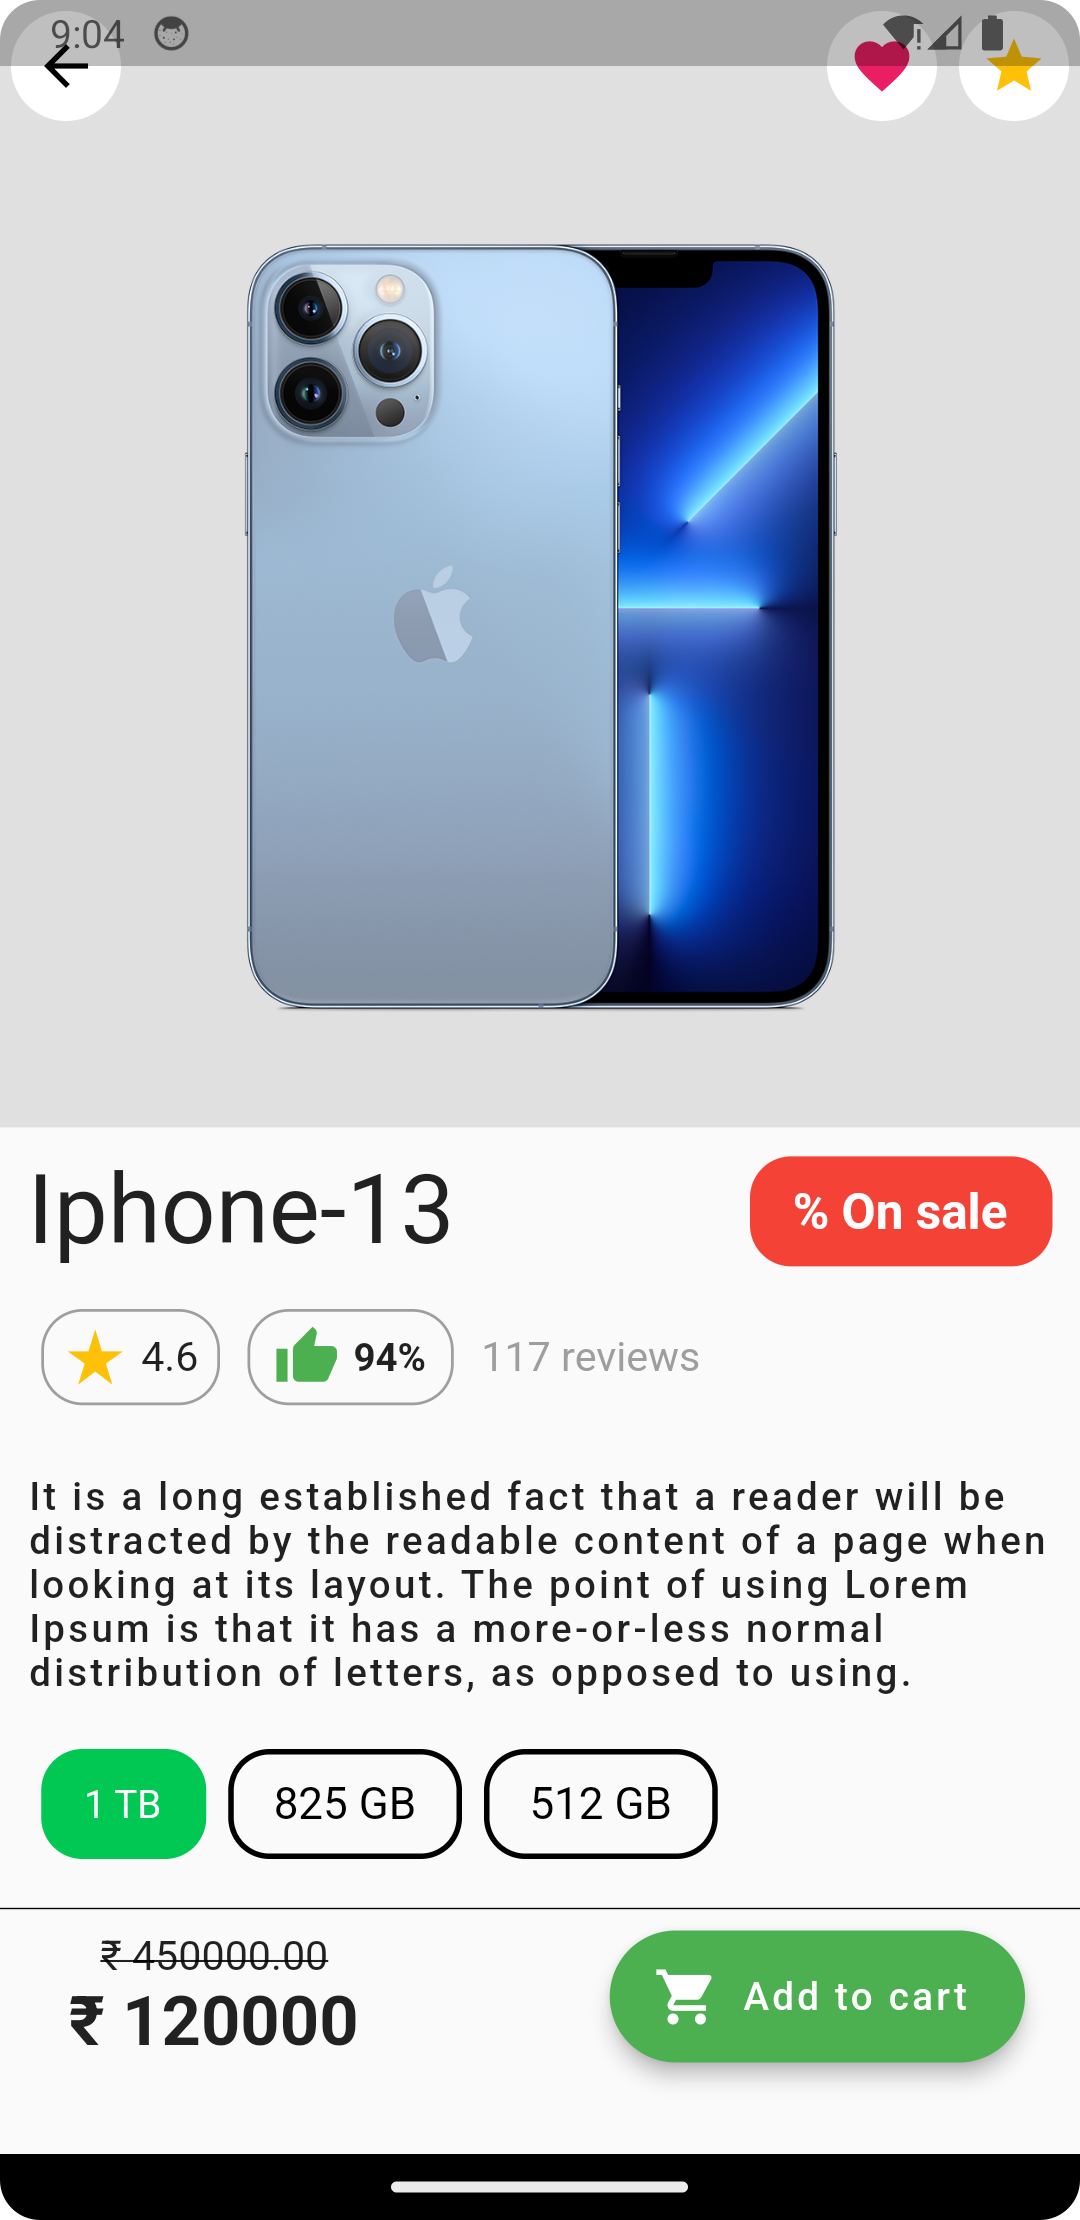 9:04
Iphone-13
% On sale
4.6
94%
117 reviews
It is a long established fact that a reader will be
distracted by the readable content of a page when
looking at its layout. The point of using Lorem
Ipsum is that it has a more-or-less normal
distribution of letters, as opposed to using.
1 TB
825 GB
512 GB
₹ 450000.00
₹ 120000
Add to cart